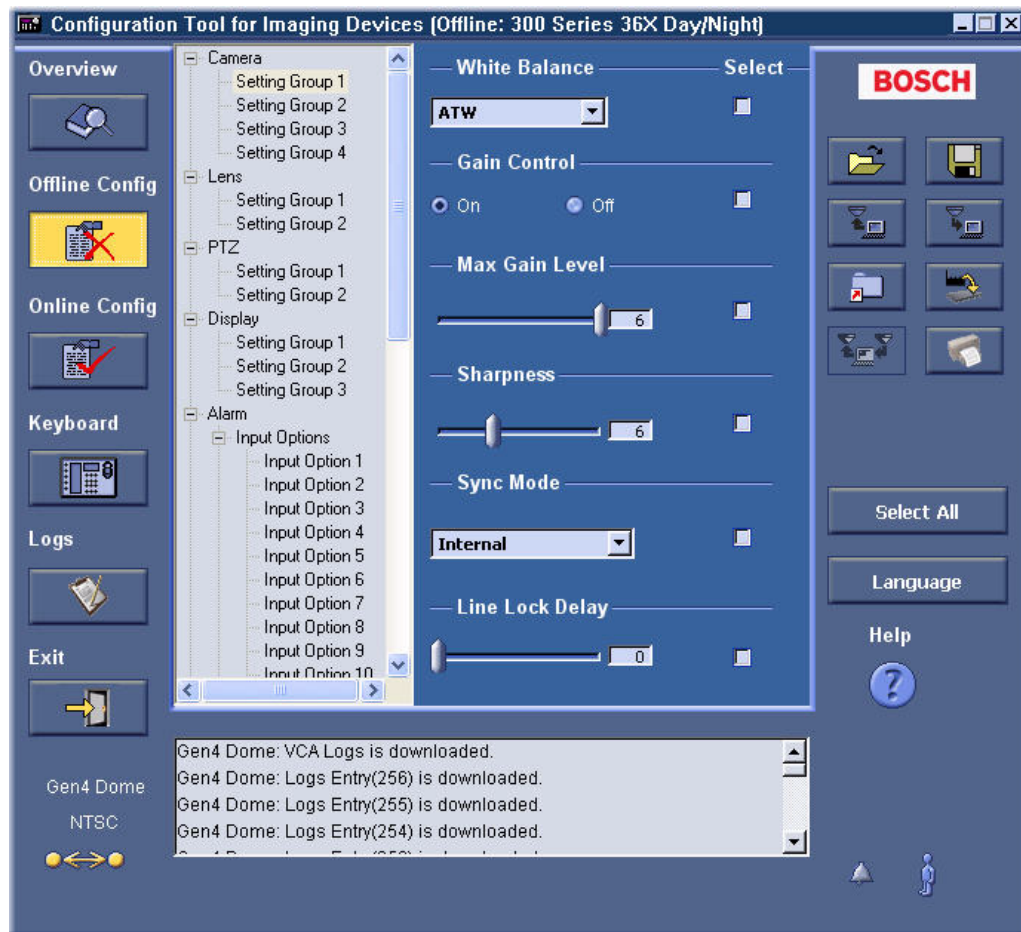 Configuration Tool for Imaging Devices (Offline: 300 Series 36X Day/Night)
Overview
Offline Config
Online Config
Keyboard
Logs
Exit
Gen4 Dome
NTSC
Camera
Setting Group 1
Setting Group 2
Setting Group 3
Setting Group 4
Lens
Setting Group 1
Setting Group 2
PTZ
Setting Group 1
Setting Group 2
Display
Setting Group 1
Setting Group 2
Setting Group 3
Alarm
Input Options
Input Option 1
Input Option 2
Input Option 3
Input Option 4
Input Option 5
Input Option 6
Input Option 7
Input Option 8
Input Option 9
Input Option 10
White Balance Select
ATW
Gain Control
On Off
Max Gain Level
6
Sharpness
6
Sync Mode
Internal
Line Lock Delay
0
BOSCH
Select All
Language
Help
?
Gen4 Dome: VCA Logs is downloaded.
Gen4 Dome: Logs Entry(256) is downloaded.
Gen4 Dome: Logs Entry(255) is downloaded.
Gen4 Dome: Logs Entry(254) is downloaded.